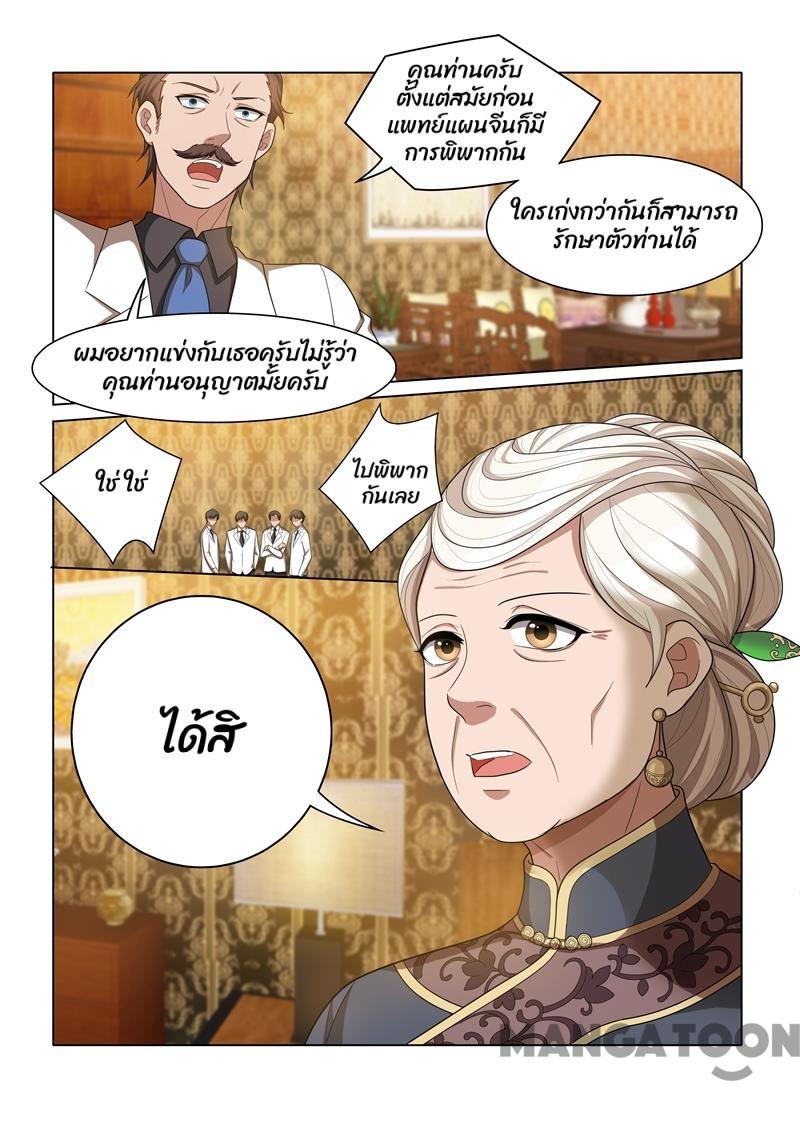 คุณท่านครับ
ตั้งแต่สมัยก่อน
แพทย์แผนจีนก็มี
การพิพากกัน
ใครเก่งกว่ากันก็สามารถ
รักษาตัวท่านได้
ผมอยากแข่งกับเธอครับไม่รู้ว่า
คุณท่านอนุญาตมั้ยครับ
ใช่ ใช่
ไปพิพาก
กันเลย
ได้สิ
MANGATOON